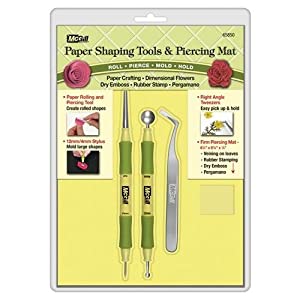 65850
McGill
Paper Shaping Tools & Piercing Mat
ROLL • PIERCE • MOLD • HOLD
Paper Crafting • Dimensional Flowers
Dry Emboss • Rubber Stamp • Pergamano
• Paper Rolling and
Piercing Tool
Create rolled shapes
• 10mm/4mm Stylus
Mold large shapes
• Right Angle
Tweezers
Easy pick up & hold
• Firm Piercing Mat-
• Veining on leaves
• Rubber Stamping
• Dry Emboss
• Pergamano
McGill
McGill
McGill